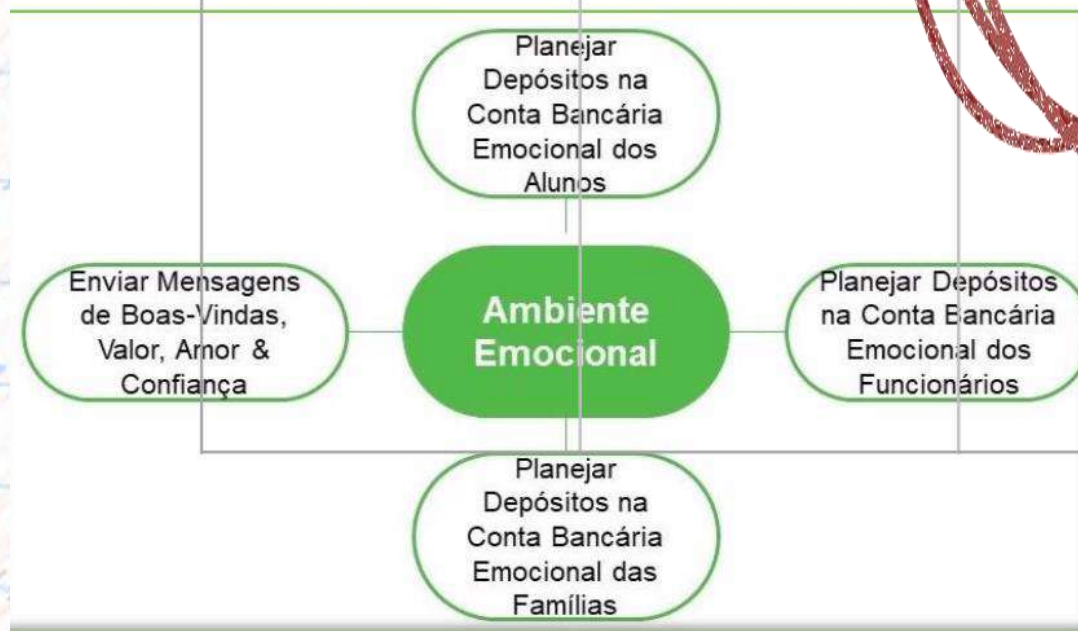 Planejar
Depósitos na
Conta Bancária
Emocional dos
Alunos
Enviar Mensagens
de Boas-Vindas,
Valor, Amor &
Confiança
Ambiente
Emocional
Planejar Depósitos
na Conta Bancária
Emocional dos
Funcionários
Planejar
Depósitos na
Conta Bancária
Emocional das
Famílias